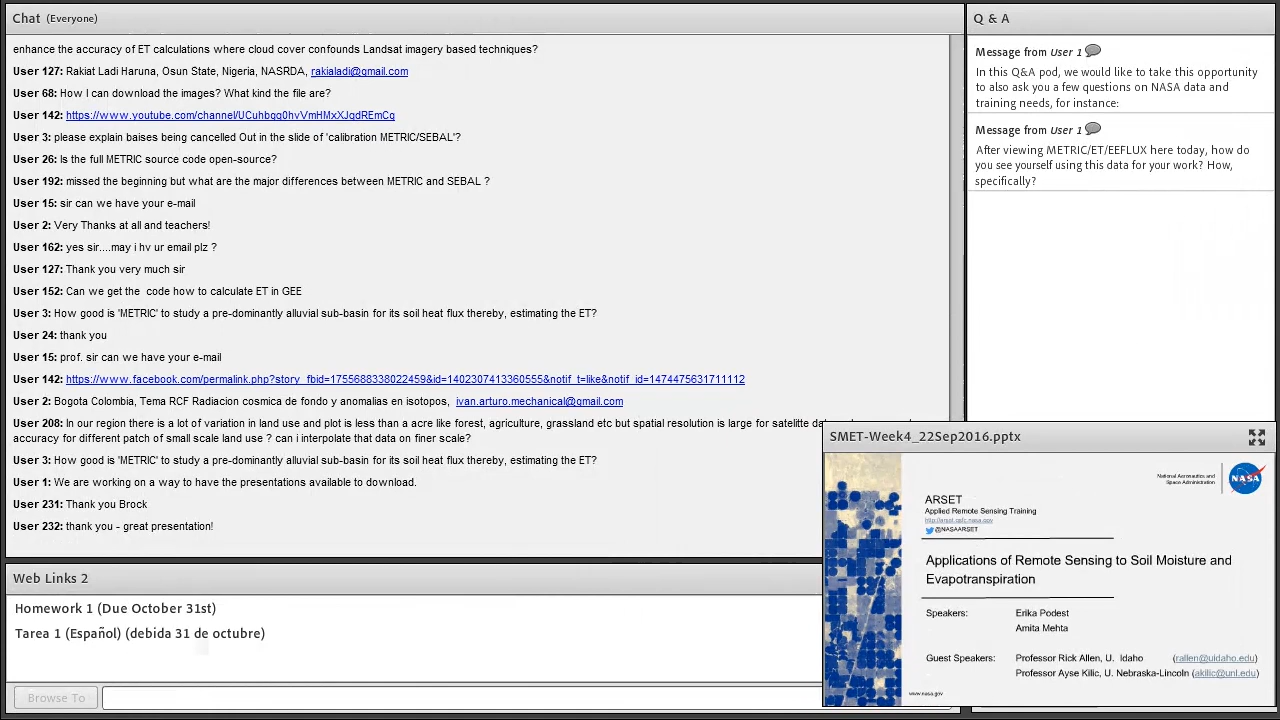 Chat (Everyone)
enhance the accuracy of ET calculations where cloud cover confounds Landsat imagery based techniques?
User 127: Rakiat Ladi Haruna, Osun State, Nigeria, NASRDA, rakialadi@gmail.com
User 68: How I can download the images? What kind the file are?
User 142: https://www.youtube.com/channel/UCuhbgg0hvVmHMxXJgdREmCg
User 3: please explain baises being cancelled Out in the slide of 'calibration METRIC/SEBAL'?
User 26: Is the full METRIC source code open-source?
User 192: missed the beginning but what are the major differences between METRIC and SEBAL ?
User 15: sir can we have your e-mail
User 2: Very Thanks at all and teachers!
User 162: yes sir....may i hv ur email plz ?
User 127: Thank you very much sir
User 152: Can we get the  code how to calculate ET in GEE
User 3: How good is 'METRIC' to study a pre-dominantly alluvial sub-basin for its soil heat flux thereby, estimating the ET?
User 24: thank you
User 15: prof. sir can we have your e-mail
User 142: https://www.facebook.com/permalink.php?story_fbid=1755688338022459&id=1402307413360555&notif_t=like&notif_id=1474475631711112
User 2: Bogota Colombia, Tema RCF Radiacion cosmica de fondo y anomalias en isotopos,  ivan.arturo.mechanical@gmail.com
User 208: In our region there is a lot of variation in land use and plot is less than a acre like forest, agriculture, grassland etc but spatial resolution is large for satelitte
accuracy for different patch of small scale land use ? can i interpolate that data on finer scale?
User 3: How good is 'METRIC' to study a pre-dominantly alluvial sub-basin for its soil heat flux thereby, estimating the ET?
User 1: We are working on a way to have the presentations available to download.
User 231: Thank you Brock
User 232: thank you - great presentation!
Web Links 2
Homework 1 (Due October 31st)
Tarea 1 (Español) (debida 31 de octubre)
Browse To
Q & A
Message from User 1
In this Q&A pod, we would like to take this opportunity
to also ask you a few questions on NASA data and
training needs, for instance:
Message from User 1
After viewing METRIC/ET/EEFLUX here today, how do
you see yourself using this data for your work? How,
specifically?
SMET-Week4_22Sep2016.pptx
National Aeronautics and
Space Administration
NASA
ARSET
Applied Remote Sensing Training
http://arset.gsfc.nasa.gov
@NASAARSET
Applications of Remote Sensing to Soil Moisture and
Evapotranspiration
Speakers: Erika Podest
Amita Mehta
Guest Speakers: Professor Rick Allen, U. Idaho (rallen@uidaho.edu)
Professor Ayse Kilic, U. Nebraska-Lincoln (akilic@unl.edu)
www.nasa.gov